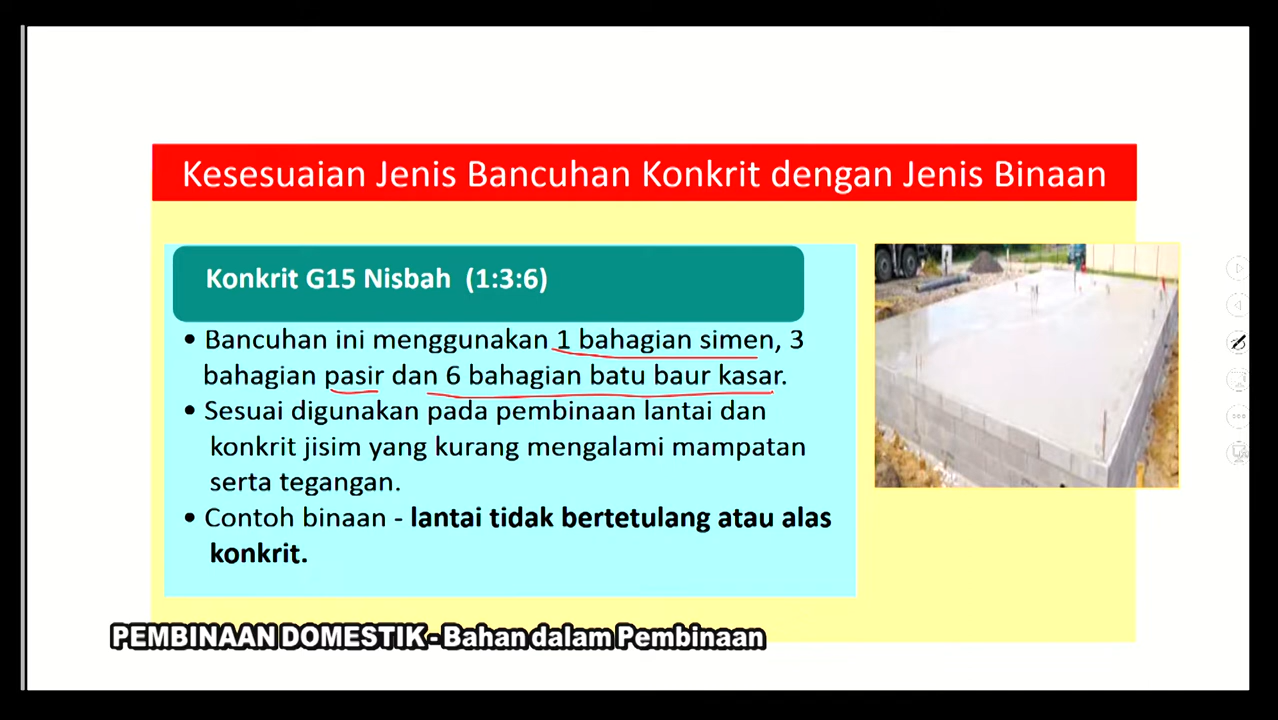 Kesesuaian Jenis Bancuhan Konkrit dengan Jenis Binaan
Konkrit G15 Nisbah (1:3:6)
• Bancuhan ini menggunakan 1 bahagian simen, 3
bahagian pasir dan 6 bahagian batu baur kasar.
• Sesuai digunakan pada pembinaan lantai dan
konkrit jisim yang kurang mengalami mampatan
serta tegangan.
• Contoh binaan - lantai tidak bertetulang atau alas
konkrit.
PEMBINAAN DOMESTIK - Bahan dalam Pembinaan